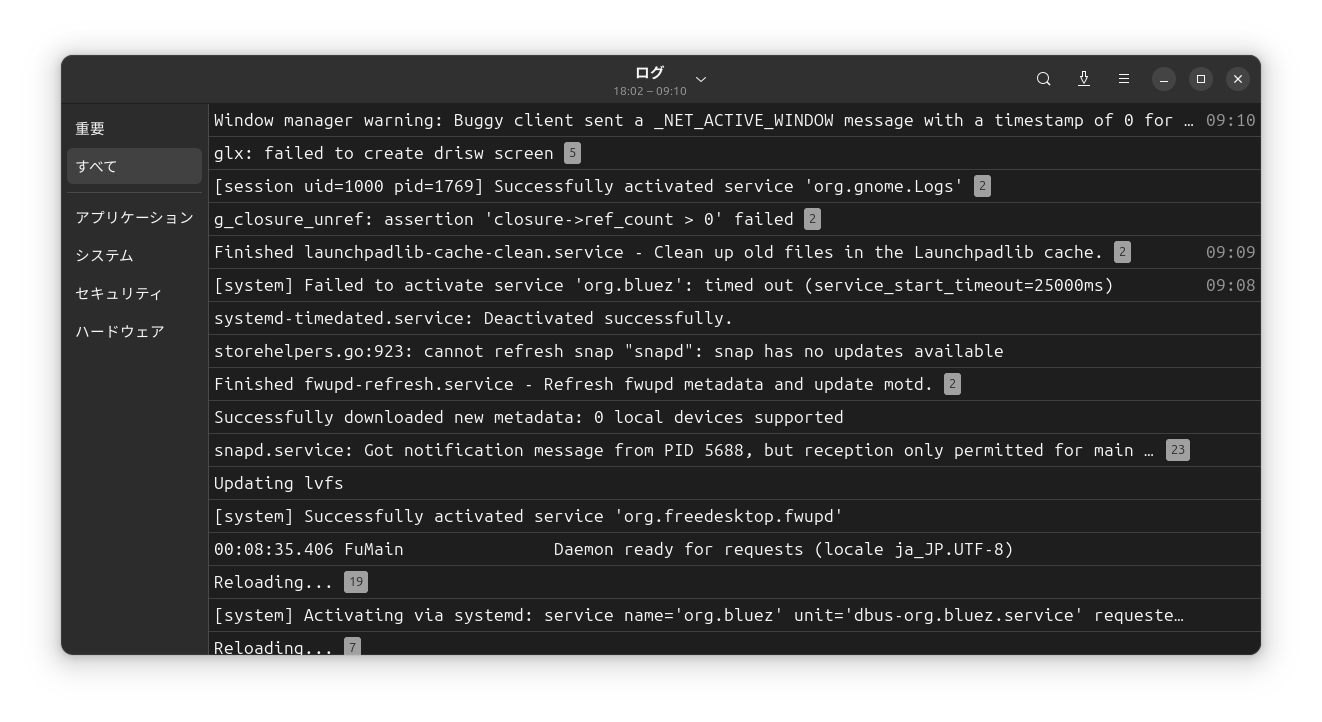 ログ
18:02 – 09:10
重要
すべて
アプリケーション
システム
セキュリティ
ハードウェア
Window manager warning: Buggy client sent a _NET_ACTIVE_WINDOW message with a timestamp of 0 for … 09:10
glx: failed to create drisw screen 5
[session uid=1000 pid=1769] Successfully activated service 'org.gnome.Logs' 2
g_closure_unref: assertion 'closure->ref_count > 0' failed 2
Finished launchpadlib-cache-clean.service - Clean up old files in the Launchpadlib cache. 2 09:09
[system] Failed to activate service 'org.bluez': timed out (service_start_timeout=25000ms) 09:08
systemd-timedated.service: Deactivated successfully.
storehelpers.go:923: cannot refresh snap "snapd": snap has no updates available
Finished fwupd-refresh.service - Refresh fwupd metadata and update motd. 2
Successfully downloaded new metadata: 0 local devices supported
snapd.service: Got notification message from PID 5688, but reception only permitted for main … 23
Updating lvfs
[system] Successfully activated service 'org.freedesktop.fwupd'
00:08:35.406 FuMain               Daemon ready for requests (locale ja_JP.UTF-8)
Reloading... 19
[system] Activating via systemd: service name='org.bluez' unit='dbus-org.bluez.service' requeste…
Reloading... 7